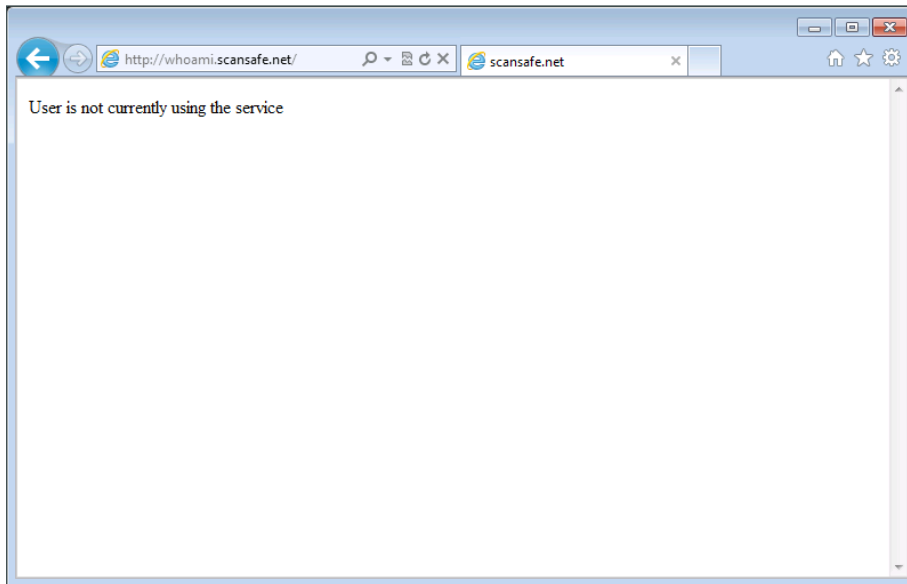 http://whoami.scansafe.net/
scansafe.net
User is not currently using the service